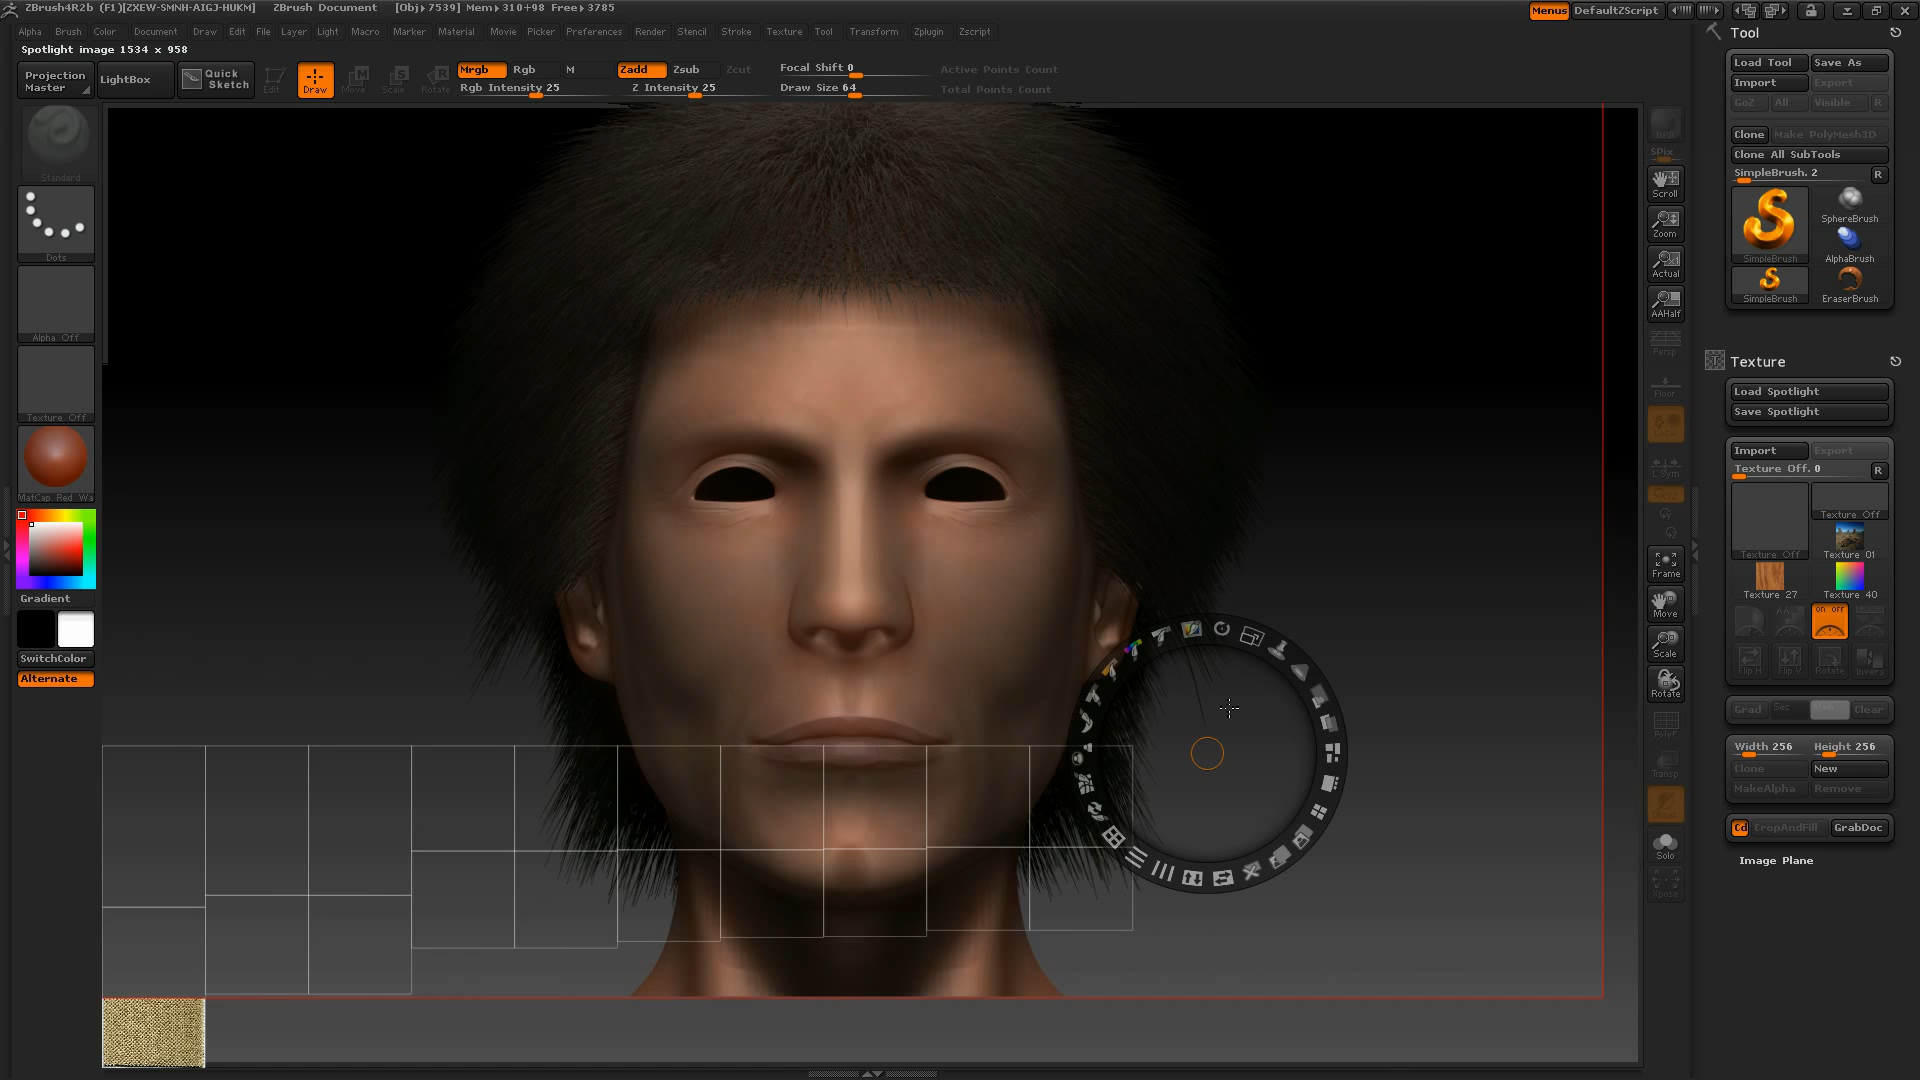 ZBrush4R2b (F1)[ZXEW-SMNH-AIGJ-HUKM] ZBrush Document [Obj▸7539] Mem▸310+98 Free▸3785 Menus DefaultZScript
Alpha Brush Color Document Draw Edit File Layer Light Macro Marker Material Movie Picker Preferences Render Stencil Stroke Texture Tool Transform Zplugin Zscript
Spotlight image 1534 x 958
Projection Master LightBox Quick Sketch Edit Draw Move Scale Rotate
Mrgb Rgb M Zadd Zsub Zcut Focal Shift 0 Active Points Count
Rgb Intensity 25 Z Intensity 25 Draw Size 64 Total Points Count
Standard
Dots
Alpha Off
Texture Off
MatCap Red Wa
Gradient
SwitchColor
Alternate
BPR
SPix
Scroll
Zoom
Actual
AAHalf
Persp
Floor
Local
L.Sym
Frame
Move
Scale
Rotate
PolyF
Transp
Solo
Xpose
Tool
Load Tool Save As
Import Export
GoZ All Visible R
Clone Make PolyMesh3D
Clone All SubTools
SimpleBrush. 2 R
SimpleBrush SphereBrush
AlphaBrush
SimpleBrush EraserBrush
Texture
Load Spotlight
Save Spotlight
Import Export
Texture Off. 0 R
Texture Off Texture Off
Texture 01
Texture 27 Texture 40
on off
Flip H Flip V Rotate Invers
Grad Sec Main Clear
Width 256 Height 256
Clone New
MakeAlpha Remove
Cd CropAndFill GrabDoc
Image Plane